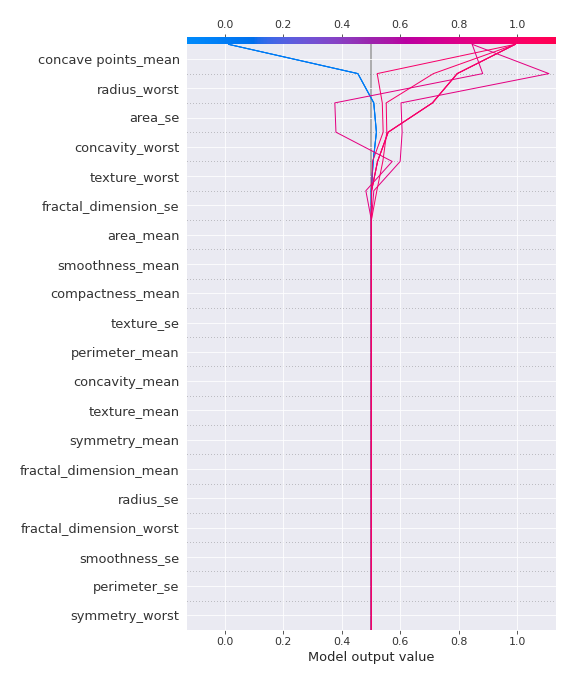 0.0 0.2 0.4 0.6 0.8 1.0
concave points_mean
radius_worst
area_se
concavity_worst
texture_worst
fractal_dimension_se
area_mean
smoothness_mean
compactness_mean
texture_se
perimeter_mean
concavity_mean
texture_mean
symmetry_mean
fractal_dimension_mean
radius_se
fractal_dimension_worst
smoothness_se
perimeter_se
symmetry_worst
0.0 0.2 0.4 0.6 0.8 1.0
Model output value